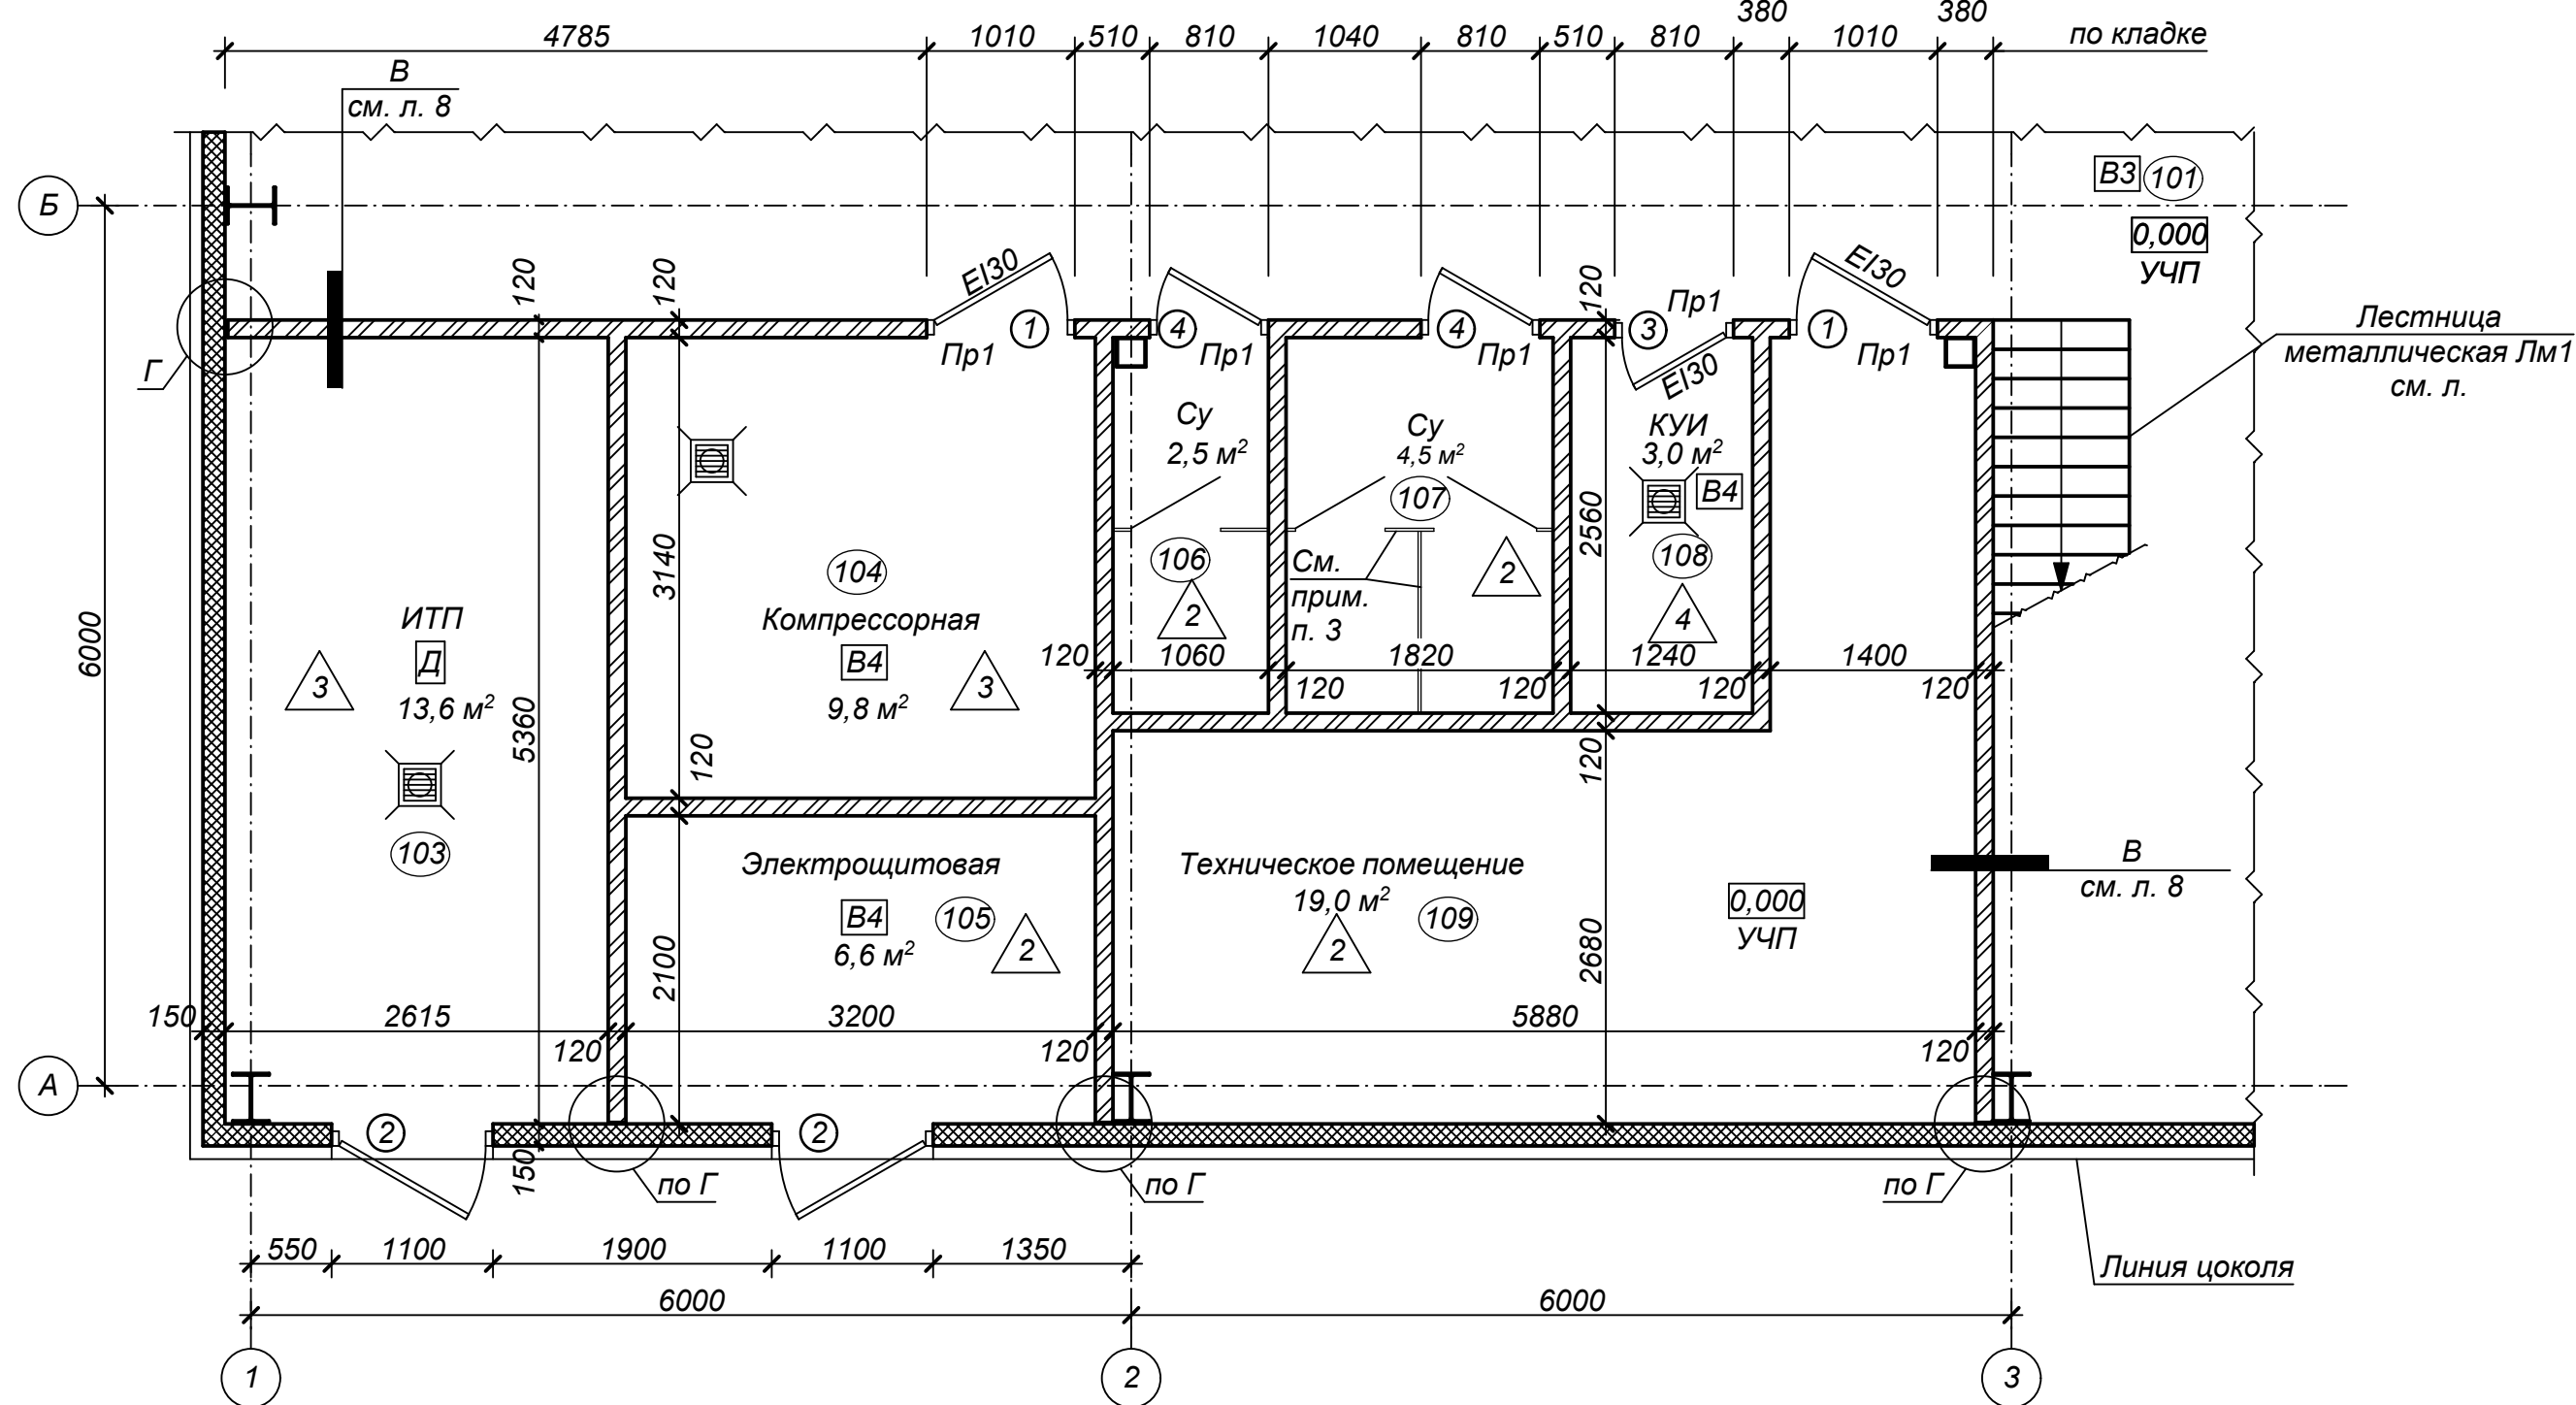 380 380
4785 1010 510 810 1040 810 510 810 1010 по кладке
В
см. л. 8
В3 101
Б
0,000
УЧП
120 120 EI30 EI30 120 Пр1
Лестница
металлическая Лм1
см. л.
1 4 4 3 1
Пр1 Пр1 Пр1 EI30 Пр1
Г
Су
2,5 м²
Су
4,5 м²
КУИ
3,0 м²
107 В4
3140 2560
104 106 См.
прим.
п. 3
2 108
6000 ИТП Компрессорная 2 4
Д В4 120 1060 1820 1240 1400
3 13,6 м² 9,8 м² 3 120 120 120 120
5360 120 120
103 Электрощитовая Техническое помещение В
см. л. 8
В4 105 19,0 м² 109 0,000
6,6 м² 2 2 УЧП
2100 2680
150 2615 3200 5880
120 120 120
А
2 2
150 по Г по Г по Г
550 1100 1900 1100 1350 Линия цоколя
6000 6000
1 2 3